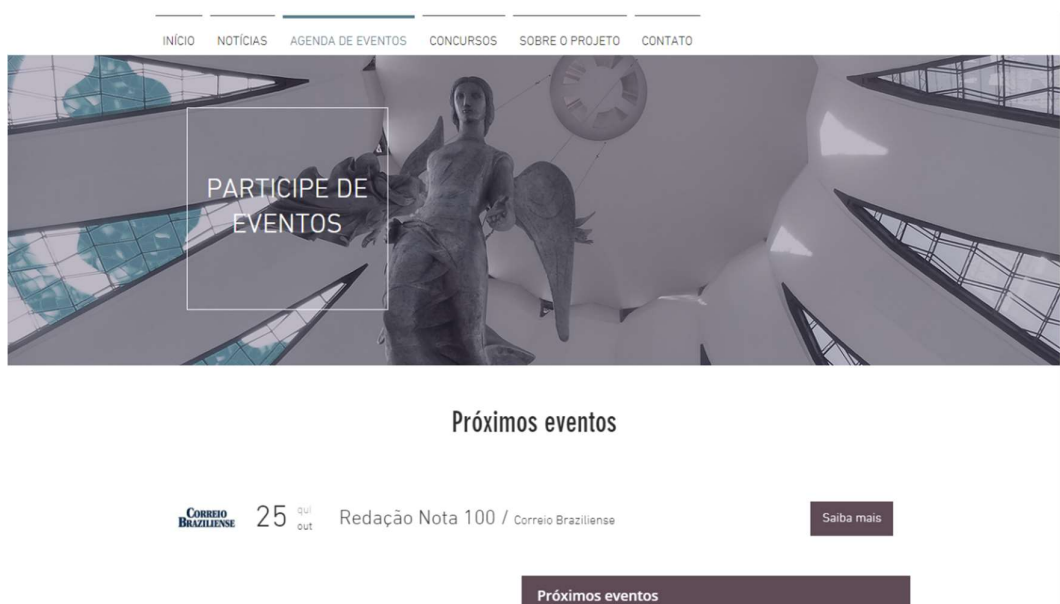 INÍCIO NOTÍCIAS AGENDA DE EVENTOS CONCURSOS SOBRE O PROJETO CONTATO
PARTICIPE DE
EVENTOS
Próximos eventos
CORREIO
BRAZILIENSE
25 qui
out
Redação Nota 100 / Correio Braziliense
Saiba mais
Próximos eventos